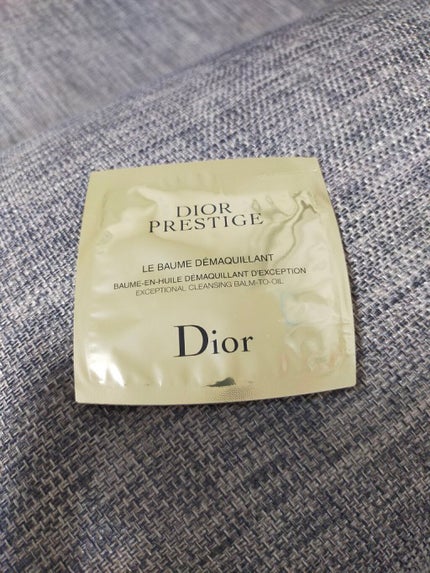 DIOR
PRESTIGE
LE BAUME DÉMAQUILLANT
BAUME-EN-HUILE DÉMAQUILLANT D'EXCEPTION
EXCEPTIONAL CLEANSING BALM-TO-OIL
Dior